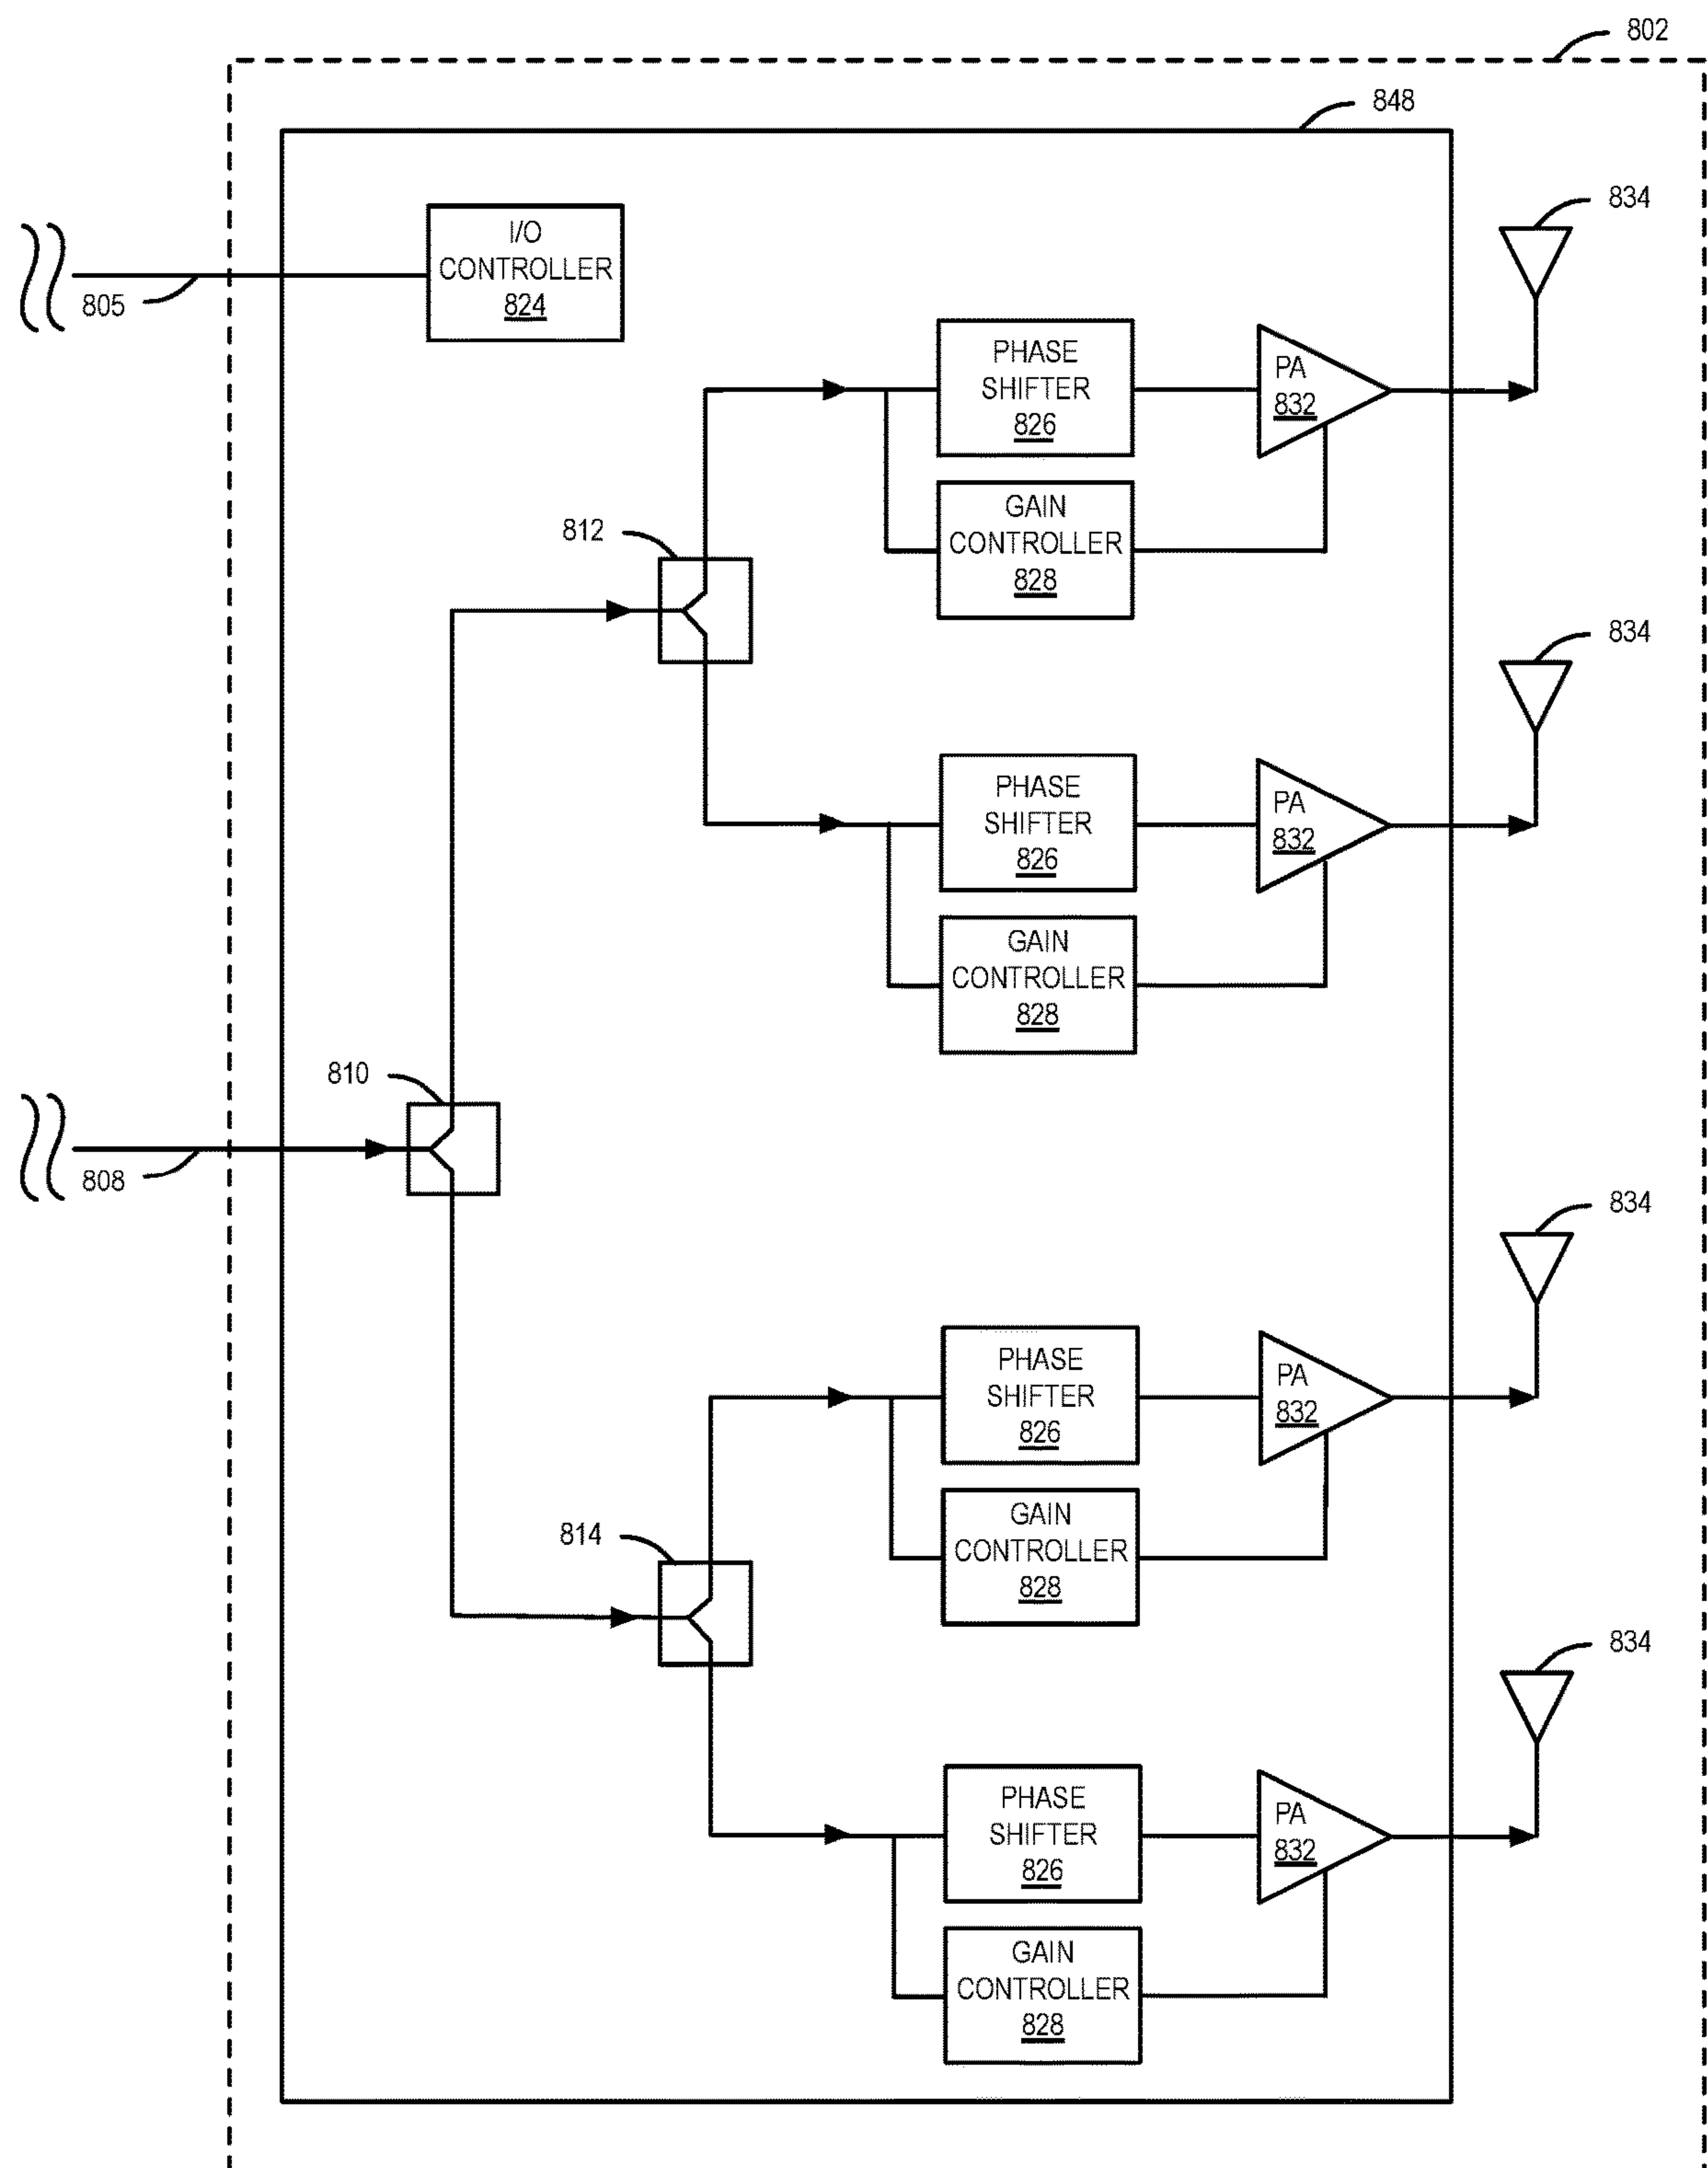 802
848
834
I/O
CONTROLLER
824
805
PHASE
SHIFTER
826
PA
832
GAIN
CONTROLLER
828
812
834
PHASE
SHIFTER
826
PA
832
GAIN
CONTROLLER
828
810
808
834
PHASE
SHIFTER
826
PA
832
GAIN
CONTROLLER
828
814
834
PHASE
SHIFTER
826
PA
832
GAIN
CONTROLLER
828